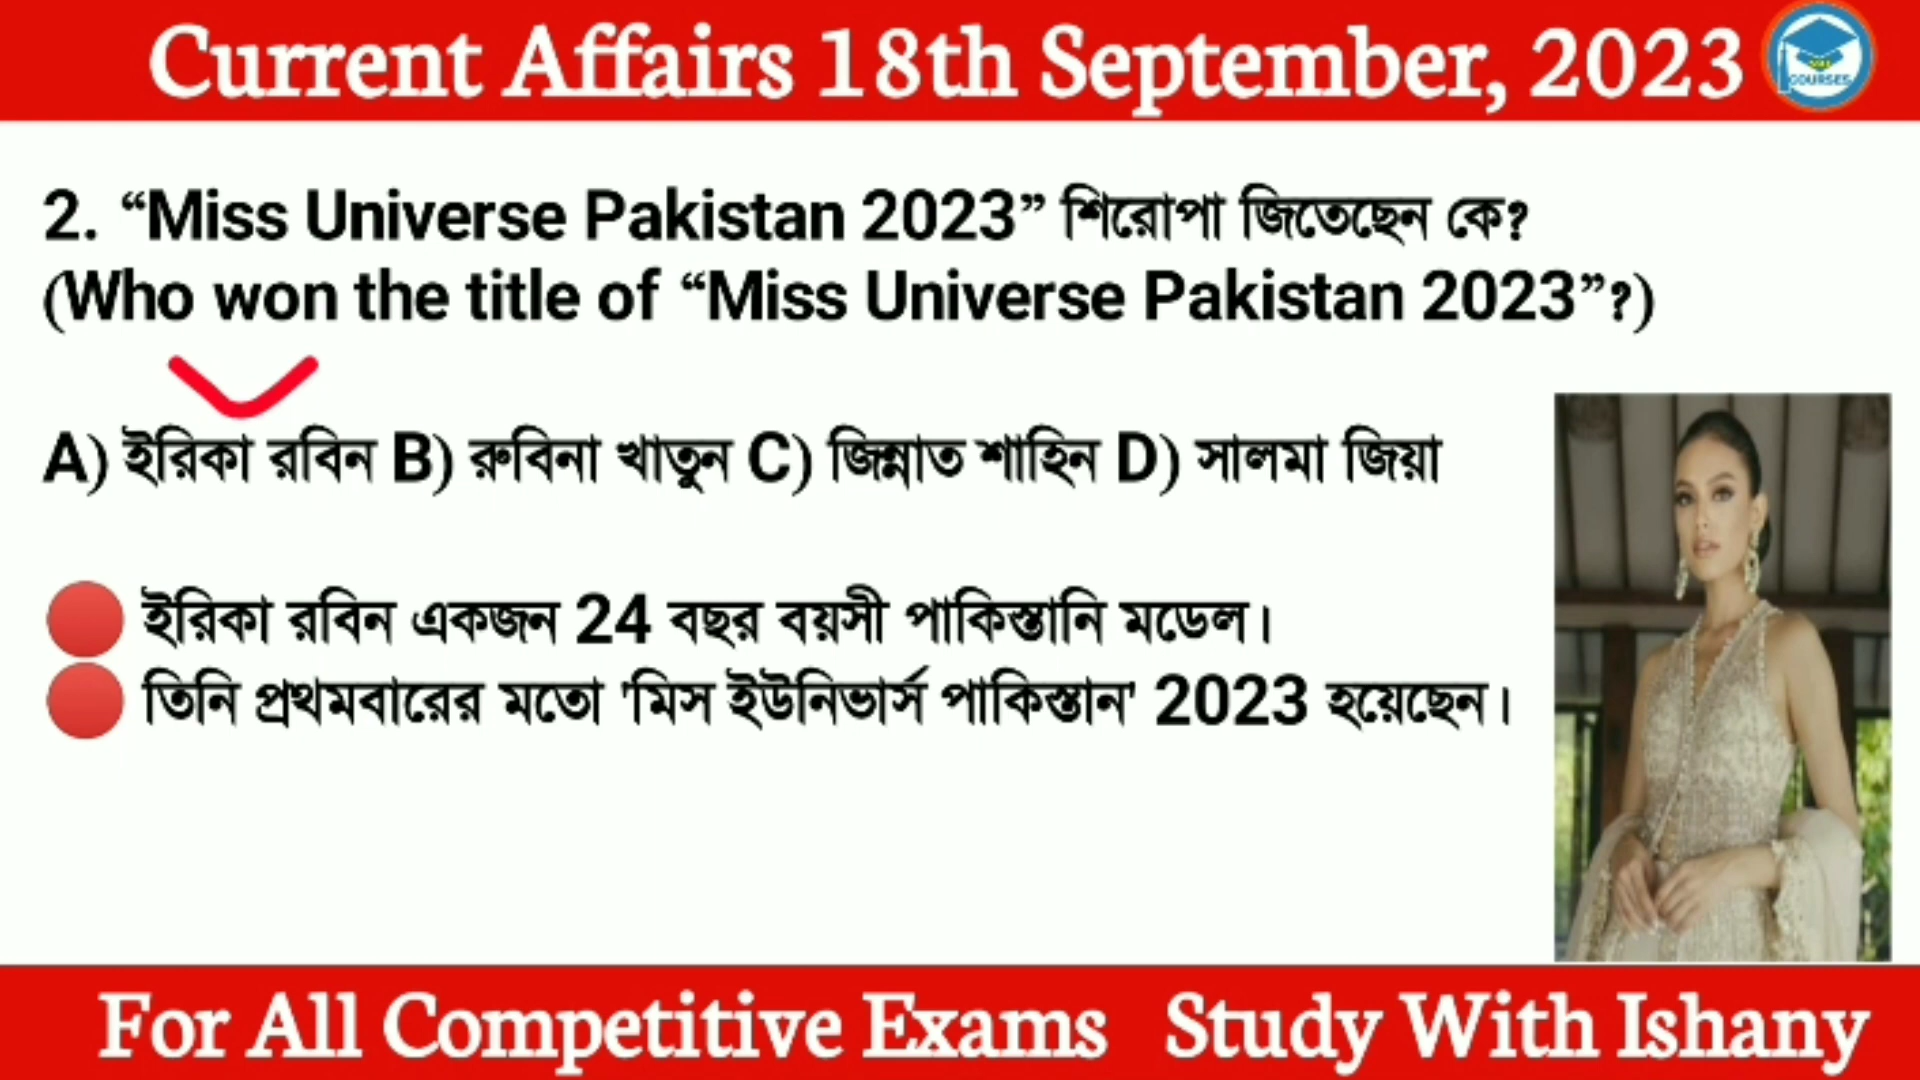 Current Affairs 18th September, 2023
COURSES
2. “Miss Universe Pakistan 2023” শিরোপা জিতেছেন কে?
(Who won the title of “Miss Universe Pakistan 2023”?)
A) ইরিকা রবিন B) রুবিনা খাতুন C) জিন্নাত শাহিন D) সালমা জিয়া
ইরিকা রবিন একজন 24 বছর বয়সী পাকিস্তানি মডেল।
তিনি প্রথমবারের মতো 'মিস ইউনিভার্স পাকিস্তান' 2023 হয়েছেন।
For All Competitive Exams Study With Ishany